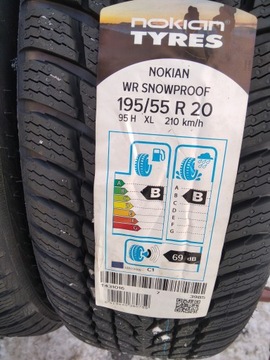 nokian
TYRES
NOKIAN
WR SNOWPROOF
195/55 R 20
95 H XL 210 km/h
A
B
C
D
E
F
G
B
A
B
C
D
E
F
G
B
69 dB
C1